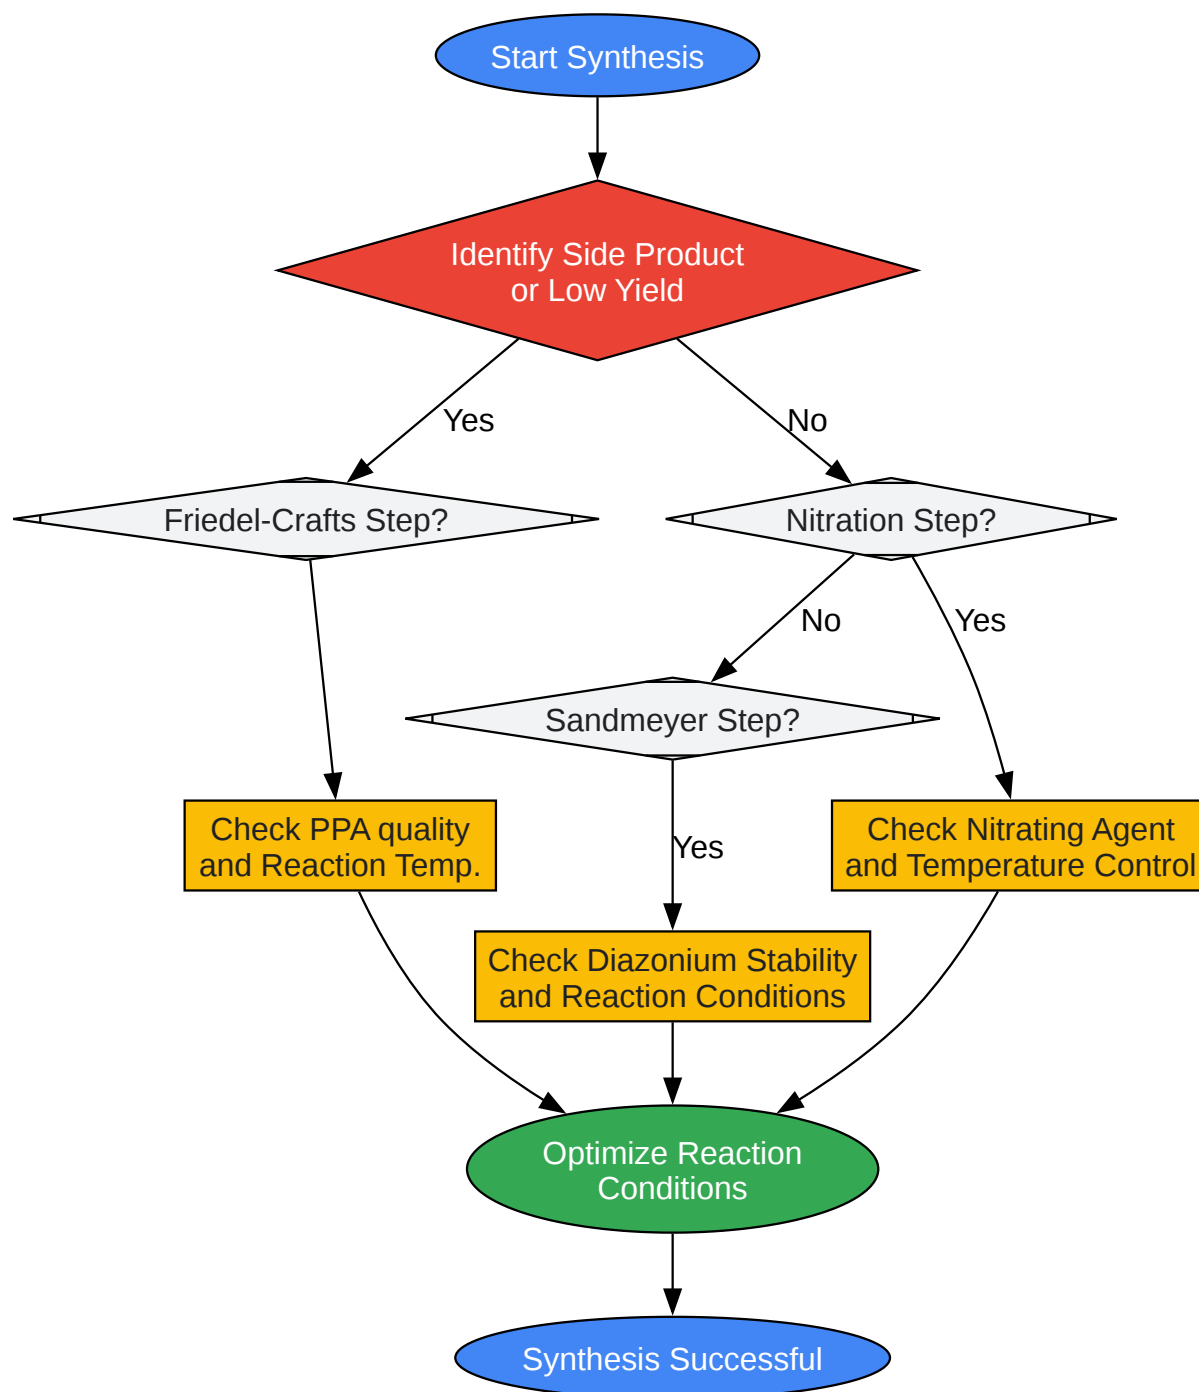 Start Synthesis
Identify Side Product
or Low Yield
Yes
No
Friedel-Crafts Step?
Nitration Step?
No
Yes
Sandmeyer Step?
Check PPA quality
and Reaction Temp.
Yes
Check Nitrating Agent
and Temperature Control
Check Diazonium Stability
and Reaction Conditions
Optimize Reaction
Conditions
Synthesis Successful